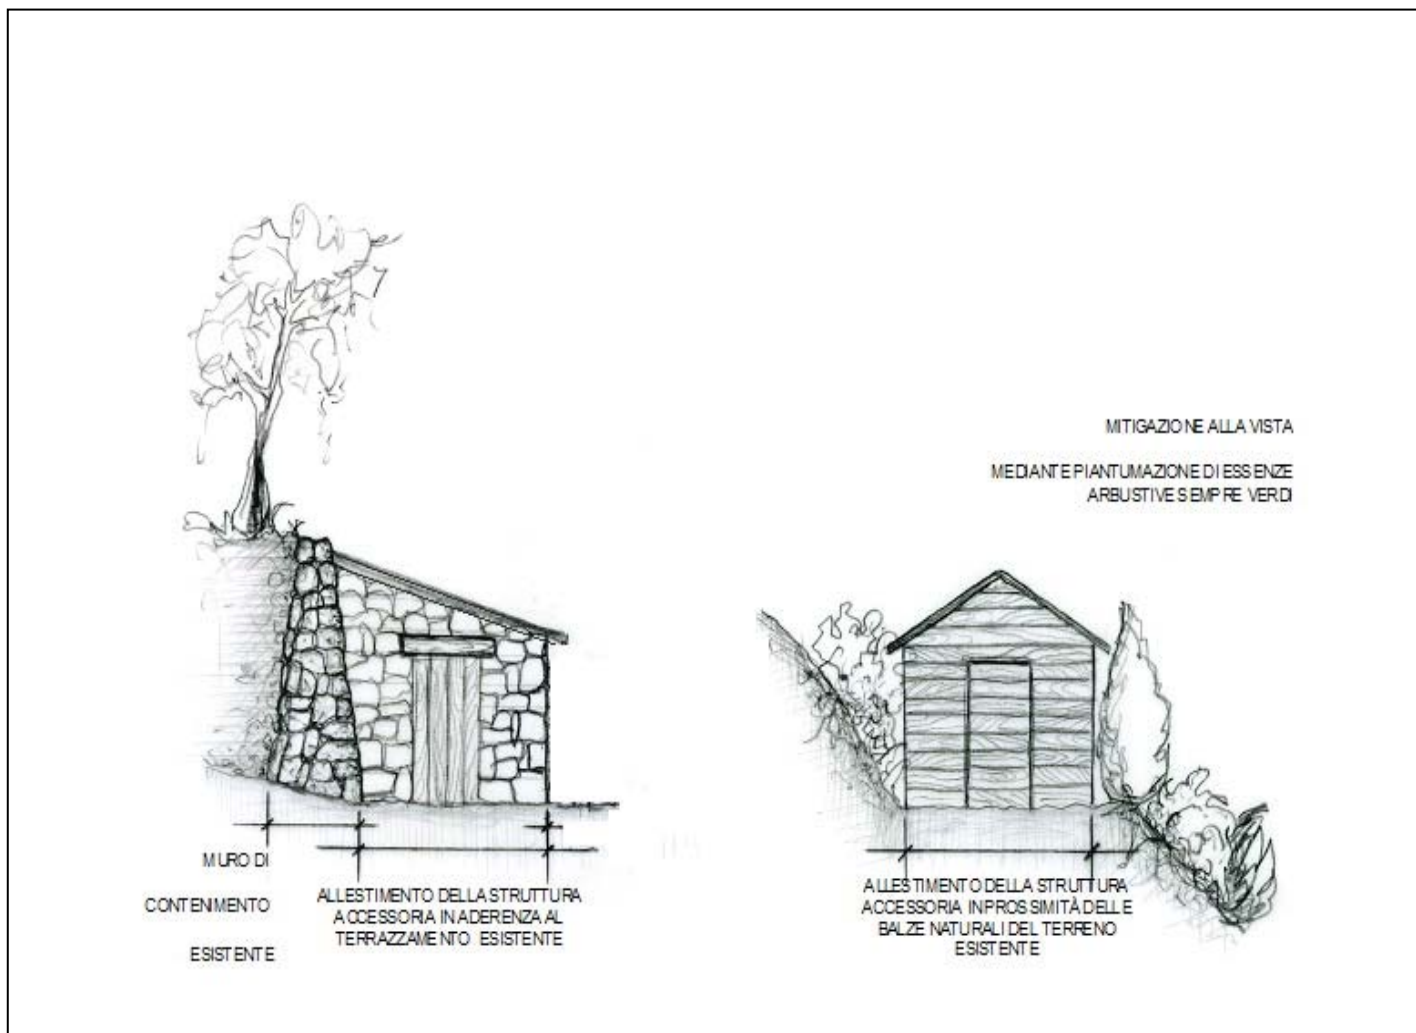 MITIGAZIONE ALLA VISTA
MEDIANTE PIANTUMAZIONE DI ESSENZE
ARBUSTIVE SEMPRE VERDI
MURO DI
CONTENIMENTO
ESISTENTE
ALLESTIMENTO DELLA STRUTTURA
ACCESSORIA IN ADERENZA AL
TERRAZZAMENTO ESISTENTE
ALLESTIMENTO DELLA STRUTTURA
ACCESSORIA IN PROSSIMITÀ DELLE
BALZE NATURALI DEL TERRENO
ESISTENTE